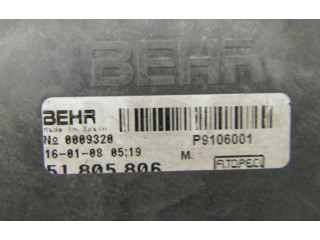 BEHR
BEHR
Made in Spain
No 0009320
P9106001
16-01-08 05:19
M.
51.805.806